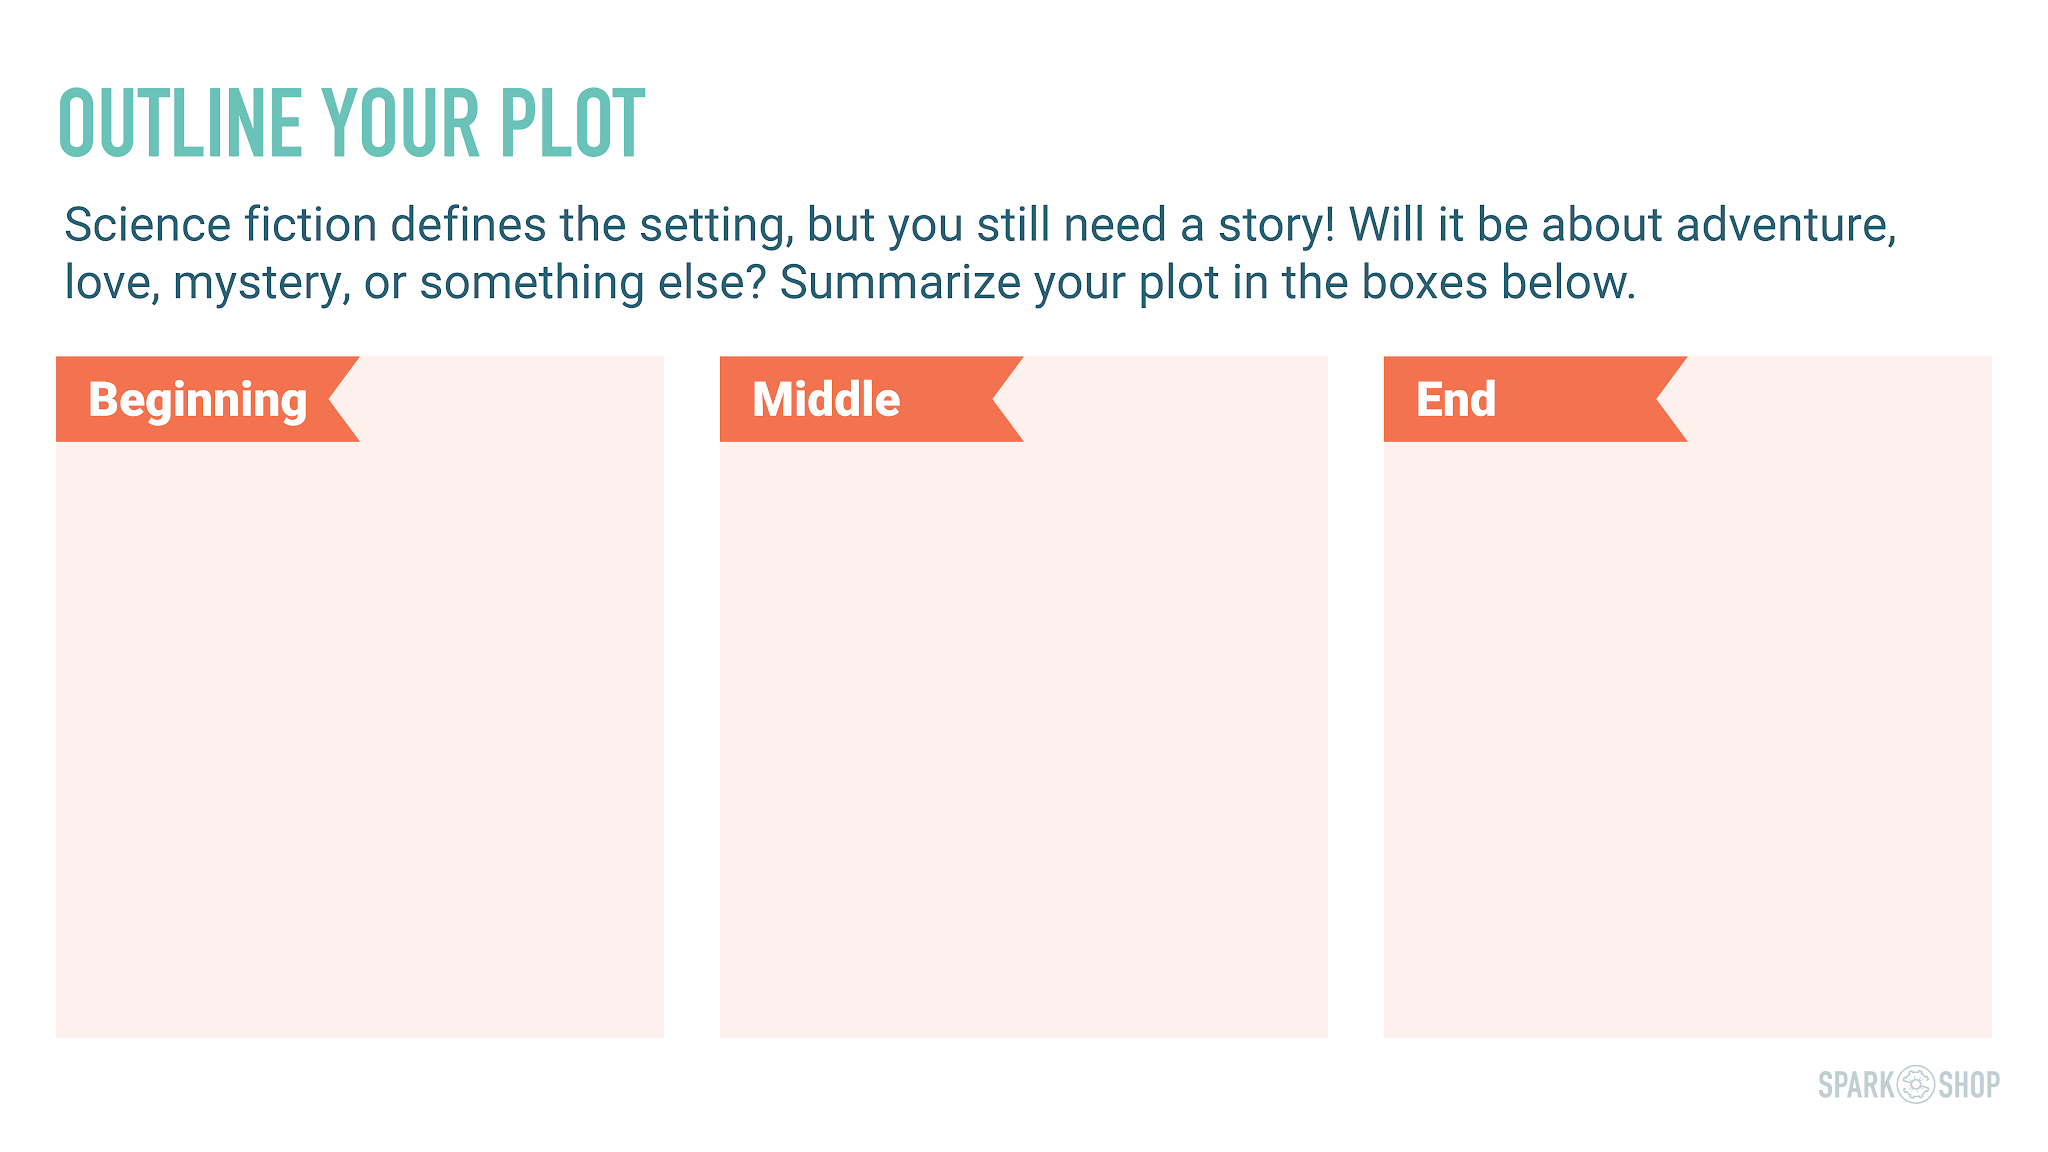 OUTLINE YOUR PLOT
Science fiction defines the setting, but you still need a story! Will it be about adventure,
love, mystery, or something else? Summarize your plot in the boxes below.
Beginning
Middle
End
SPARK SHOP